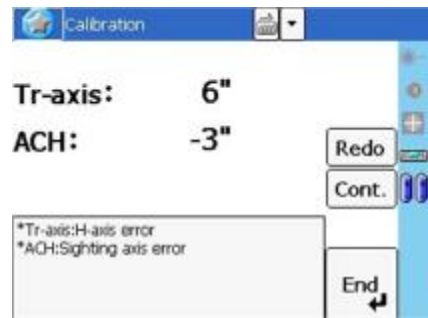 Calibration
Tr-axis: 6"
ACH: -3"
Redo
Cont.
*Tr-axis:H-axis error
*ACH:Sighting axis error
End